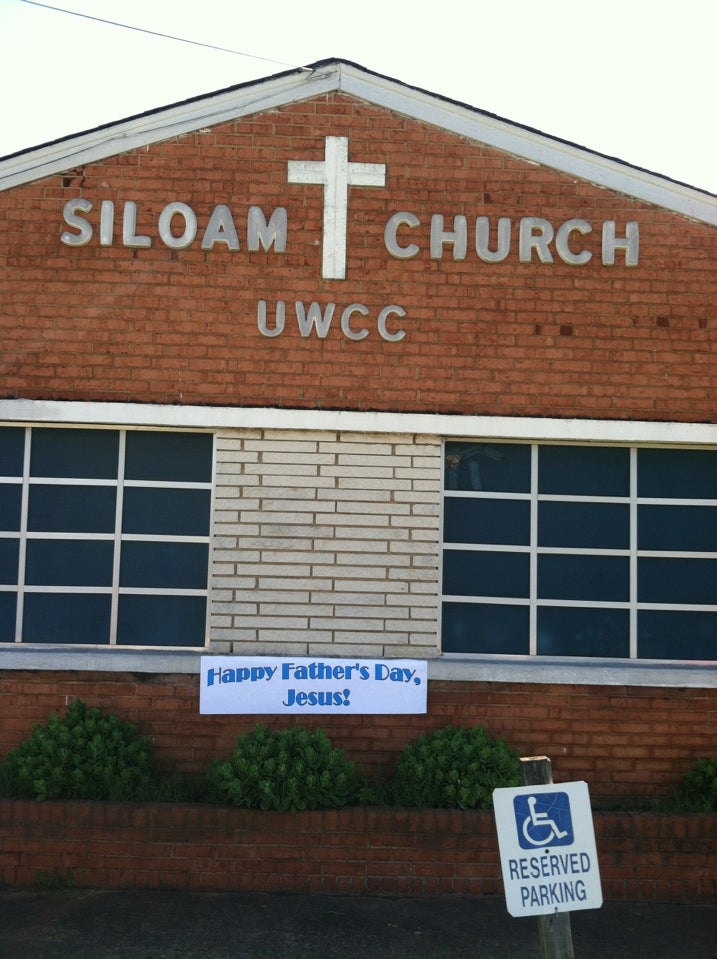 SILOAM CHURCH
UWCC
Happy Father's Day,
Jesus!
RESERVED
PARKING